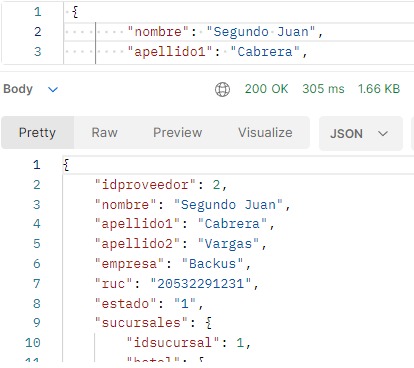 1 {
2 "nombre": "Segundo Juan",
3 "apellido1": "Cabrera",
Body 200 OK 305 ms 1.66 KB
Pretty Raw Preview Visualize JSON
1 {
2 "idproveedor": 2,
3 "nombre": "Segundo Juan",
4 "apellido1": "Cabrera",
5 "apellido2": "Vargas",
6 "empresa": "Backus",
7 "ruc": "20532291231",
8 "estado": "1",
9 "sucursales": {
10 "idsucursal": 1,
11 "hotel": {